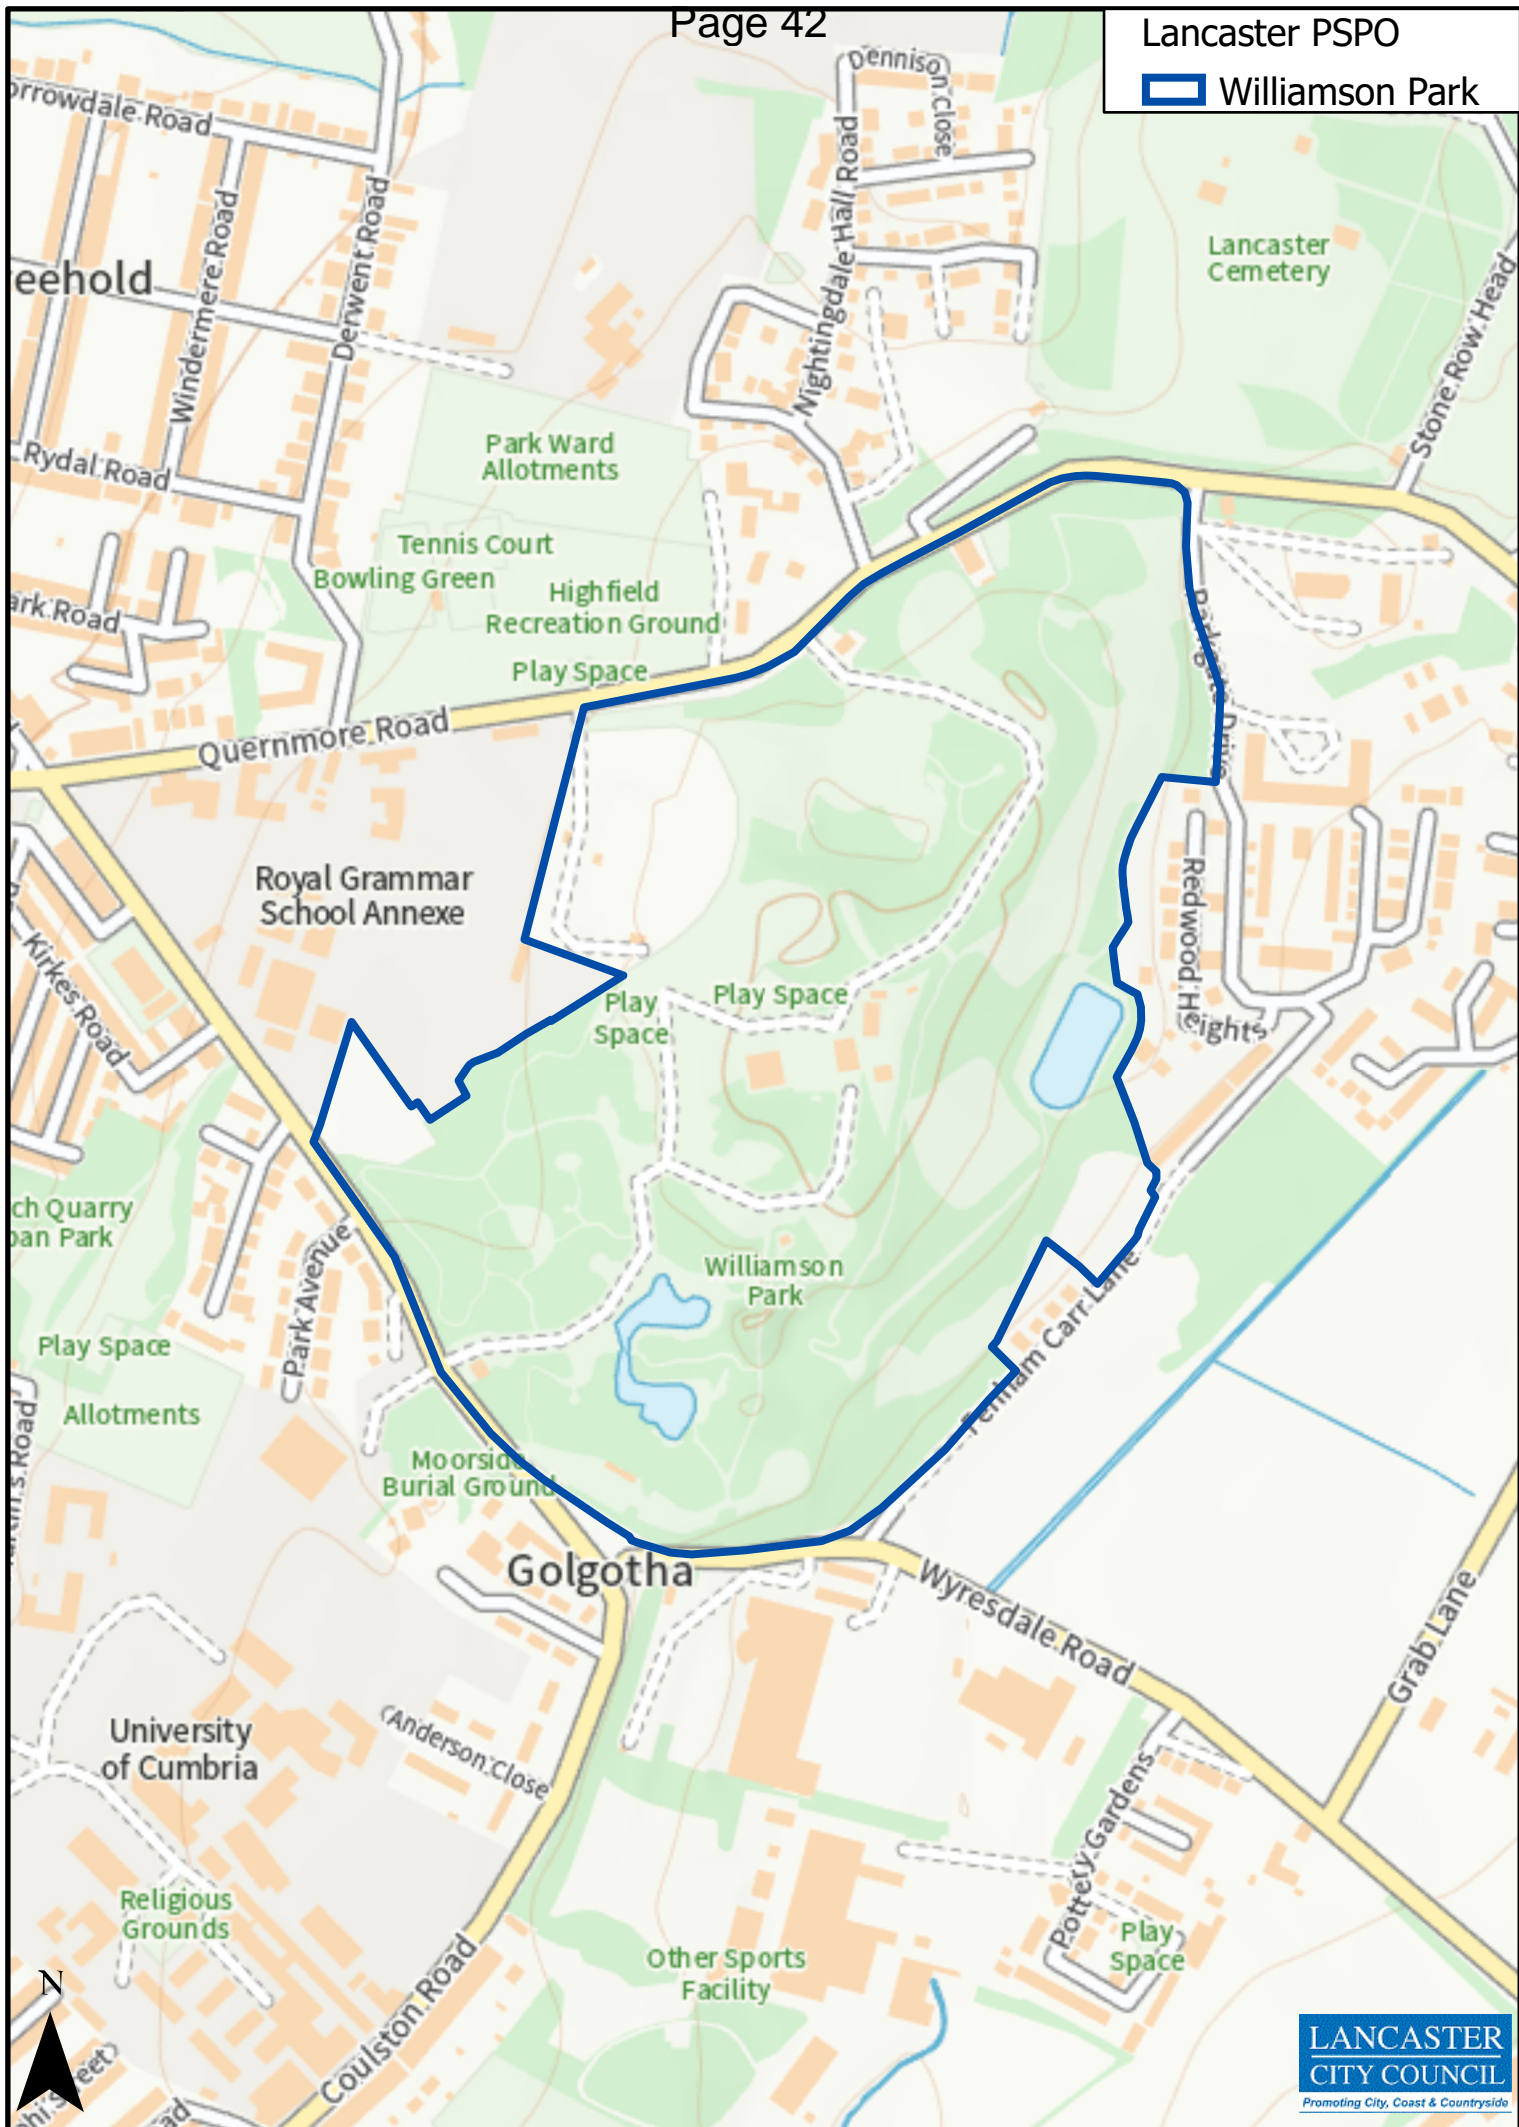 Page 42
Lancaster PSPO
Williamson Park
Dennison Close
orrowdale Road
Nightingdale Hall Road
Windermere Road
Derwent Road
Lancaster
Cemetery
eehold
Stone Row Head
Park Ward
Allotments
Rydal Road
Tennis Court
Bowling Green
Highfield
Recreation Ground
ark Road
Play Space
Parkgate Drive
Quernmore Road
Royal Grammar
School Annexe
Redwood Heights
Kirkes Road
Play
Space
Play Space
ch Quarry
ban Park
Park Avenue
Williamson
Park
Fenham Carr Lane
Play Space
Allotments
Moorside
Burial Ground
Golgotha
Wyresdale Road
Grab Lane
University
of Cumbria
Anderson Close
Pottery Gardens
Religious
Grounds
Play
Space
Other Sports
Facility
Coulston Road
N
LANCASTER
CITY COUNCIL
Promoting City, Coast & Countryside